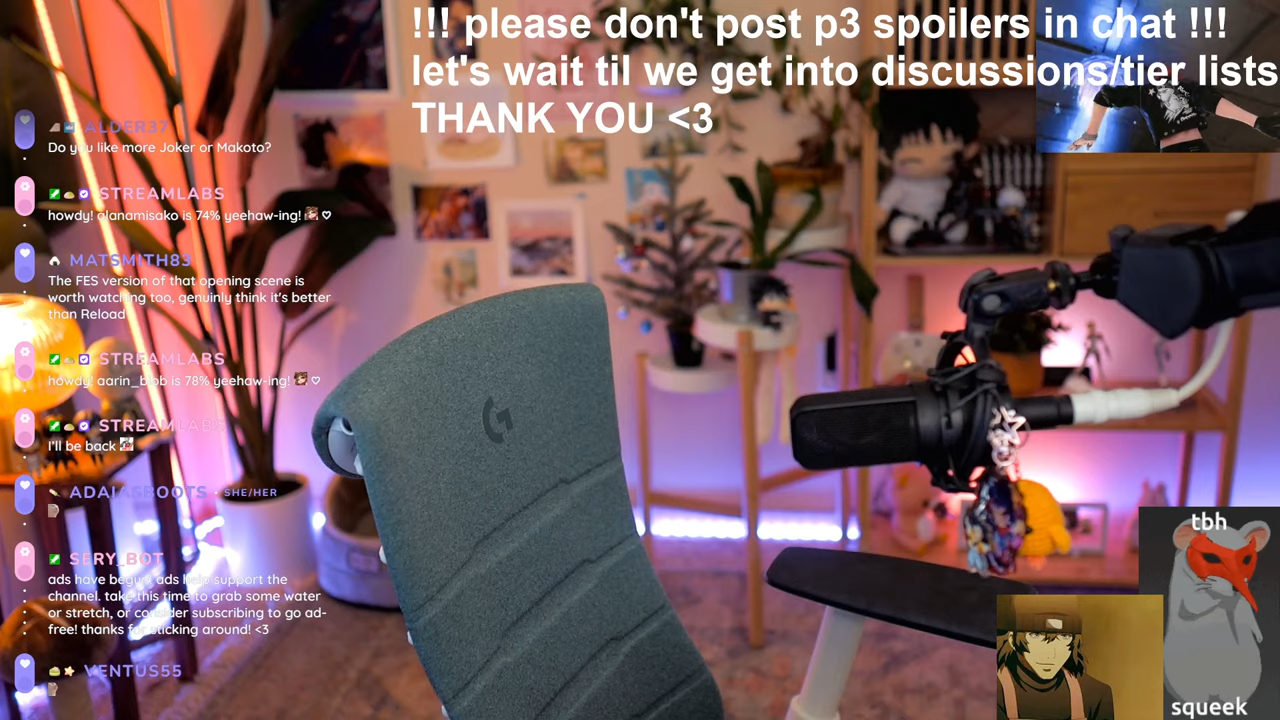 !!! please don't post p3 spoilers in chat !!!
let's wait til we get into discussions/tier lists
THANK YOU <3
ALDER37
Do you like more Joker or Makoto?
STREAMLABS
howdy! alanamisako is 74% yeehaw-ing!
MATSMITH83
The FES version of that opening scene is
worth watching too, genuinly think it's better
than Reload
STREAMLABS
howdy! aarin_blob is 78% yeehaw-ing!
STREAMLABS
I'll be back
ADAIASBOOTS • SHE/HER
SERY_BOT
ads have begun. ads help support the
channel. take this time to grab some water
or stretch, or consider subscribing to go ad-
free! thanks for sticking around! <3
VENTUS55
tbh
squeek